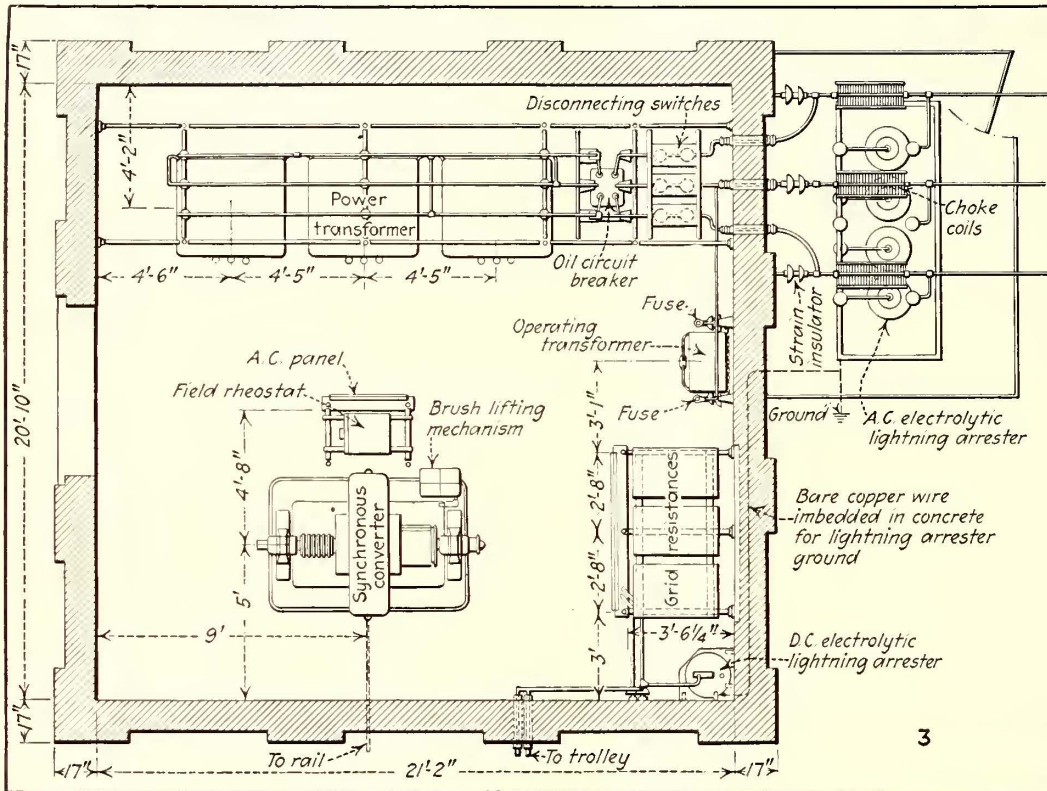 17"
Disconnecting switches
4'-2"
Power
transformer
Choke
coils
Oil circuit
breaker
4'-6"
4'-5"
4'-5"
Strain
insulator
Fuse
Operating
transformer
A.C. panel
Field rheostat
Brush lifting
mechanism
Fuse
Ground
A.C. electrolytic
lightning arrester
20'-10"
3'-1"
4'-8"
2'-8"
Grid resistances
Bare copper wire
imbedded in concrete
for lightning arrester
ground
Synchronous
converter
2'-8"
5'
9'
3'-6¼"
3'
D.C. electrolytic
lightning arrester
17"
To rail
To trolley
3
17"
21'-2"
17"